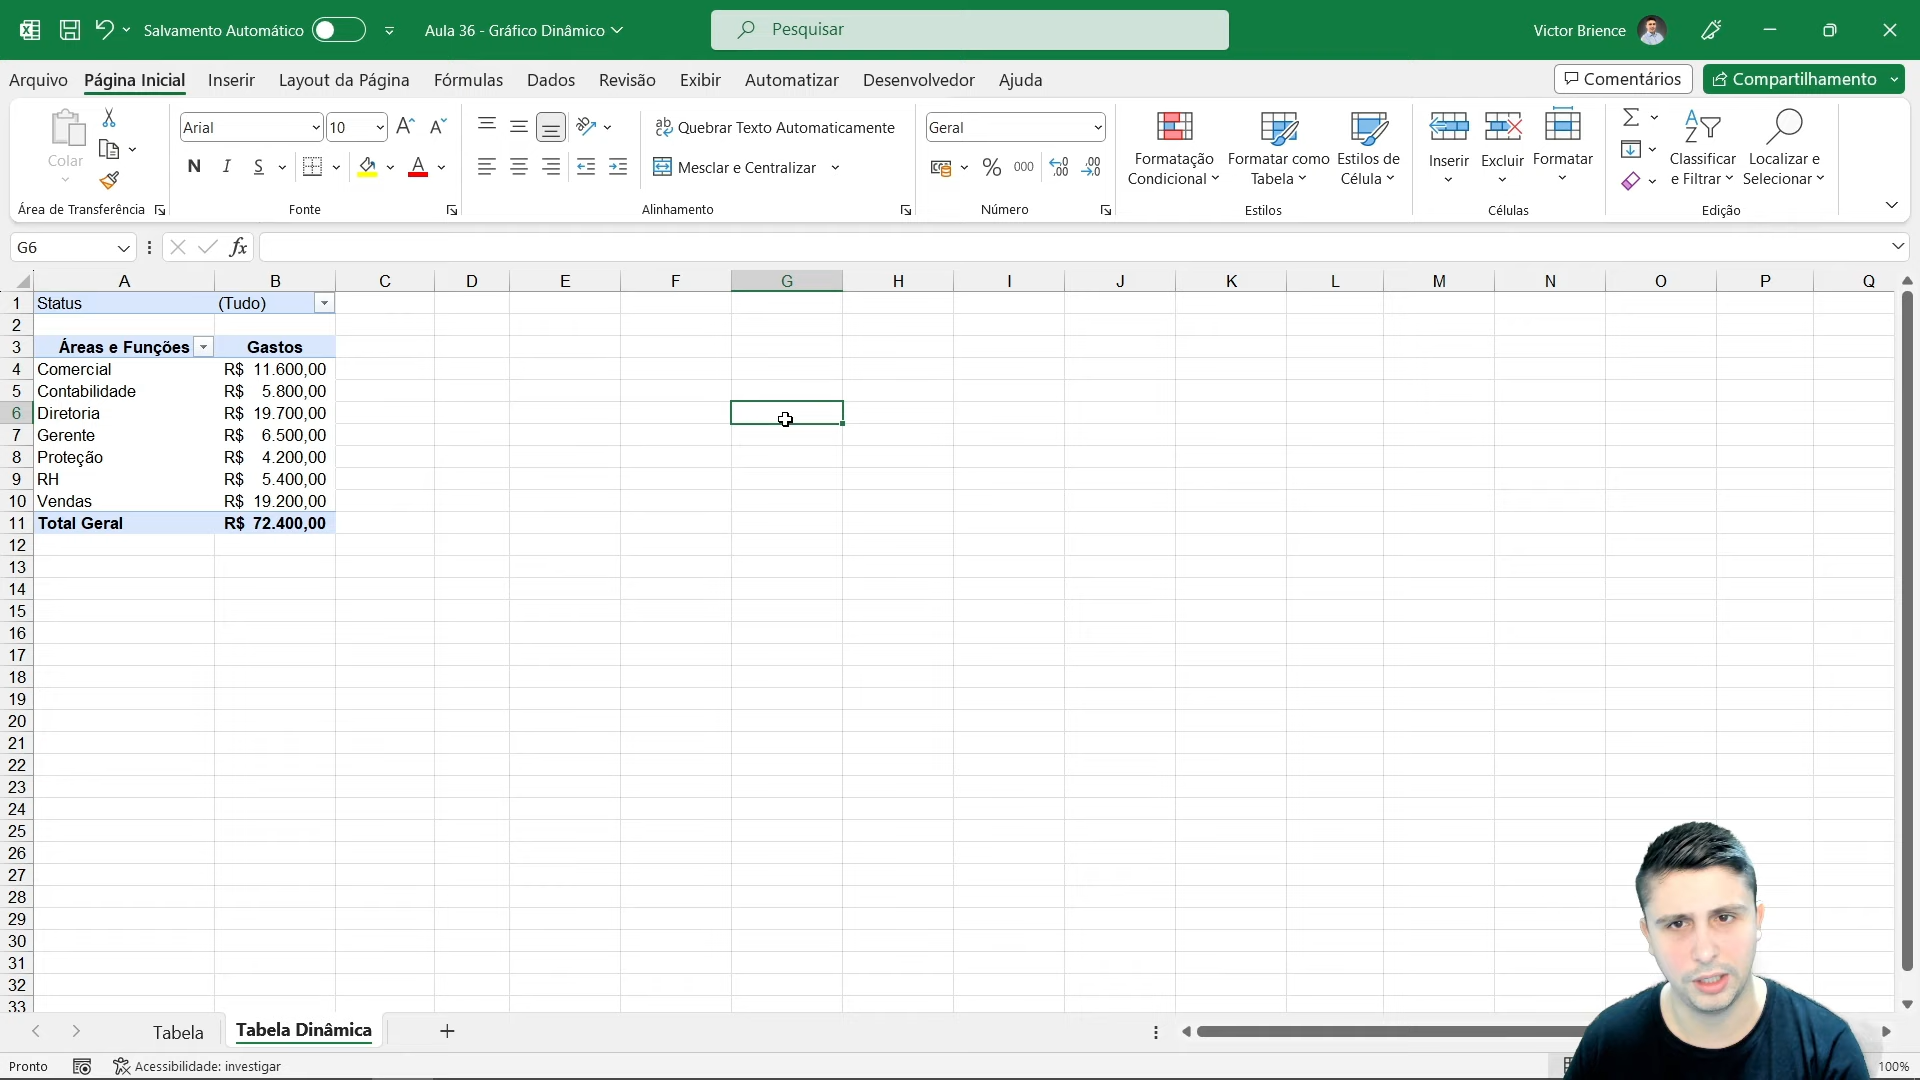 Salvamento Automático
Aula 36 - Gráfico Dinâmico
Pesquisar
Victor Brience
Arquivo Página Inicial Inserir Layout da Página Fórmulas Dados Revisão Exibir Automatizar Desenvolvedor Ajuda
Comentários Compartilhamento
Colar
Área de Transferência
Arial 10
N I S
Fonte
Quebrar Texto Automaticamente
Mesclar e Centralizar
Alinhamento
Geral
% 000
Número
Formatação Condicional
Formatar como Tabela
Estilos de Célula
Estilos
Inserir Excluir Formatar
Células
Classificar e Filtrar
Localizar e Selecionar
Edição
G6 fx
A B C D E F G H I J K L M N O P Q
1 Status (Tudo)
2
3 Áreas e Funções Gastos
4 Comercial R$ 11.600,00
5 Contabilidade R$ 5.800,00
6 Diretoria R$ 19.700,00
7 Gerente R$ 6.500,00
8 Proteção R$ 4.200,00
9 RH R$ 5.400,00
10 Vendas R$ 19.200,00
11 Total Geral R$ 72.400,00
12
13
14
15
16
17
18
19
20
21
22
23
24
25
26
27
28
29
30
31
32
33
Tabela Tabela Dinâmica
Pronto Acessibilidade: investigar 100%